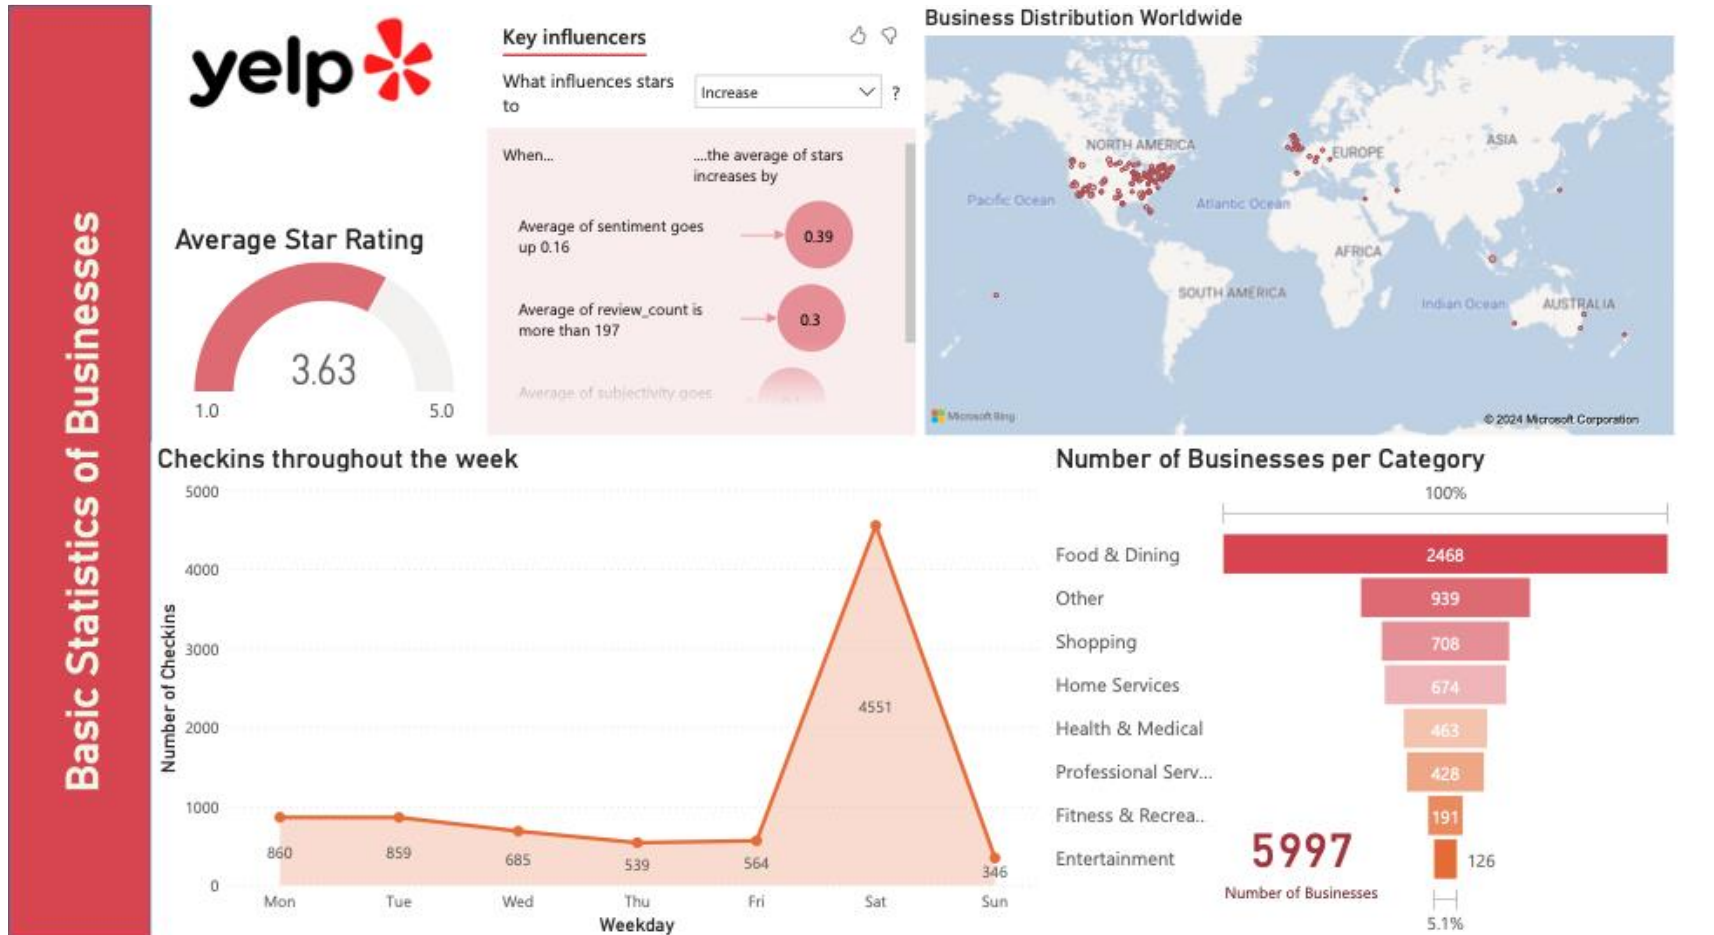 Basic Statistics of Businesses
yelp
Average Star Rating
3.63
1.0
5.0
Key influencers
What influences stars
to
Increase
?
When...
....the average of stars
increases by
Average of sentiment goes
up 0.16
0.39
Average of review_count is
more than 197
0.3
Average of subjectivity goes
Business Distribution Worldwide
NORTH AMERICA
EUROPE
ASIA
Pacific Ocean
Atlantic Ocean
AFRICA
SOUTH AMERICA
Indian Ocean
AUSTRALIA
Microsoft Bing
© 2024 Microsoft Corporation
Checkins throughout the week
Number of Checkins
5000
4000
3000
2000
1000
0
860
859
685
539
564
4551
346
Mon
Tue
Wed
Thu
Fri
Sat
Sun
Weekday
Number of Businesses per Category
100%
Food & Dining
2468
Other
939
Shopping
708
Home Services
674
Health & Medical
463
Professional Serv...
428
Fitness & Recrea..
191
Entertainment
126
5997
Number of Businesses
5.1%